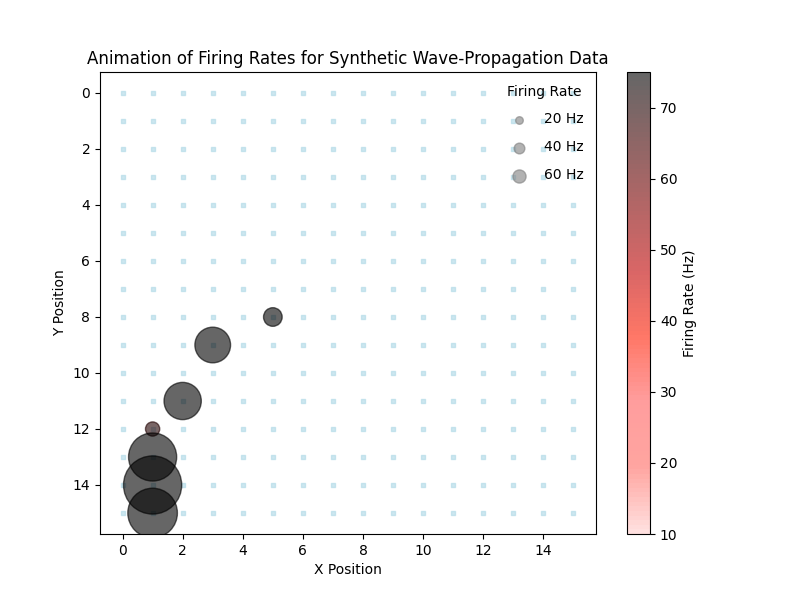 Animation of Firing Rates for Synthetic Wave-Propagation Data
Firing Rate
20 Hz
40 Hz
60 Hz
0
2
4
6
8
10
12
14
Y Position
0
2
4
6
8
10
12
14
X Position
70
60
50
40
30
20
10
Firing Rate (Hz)